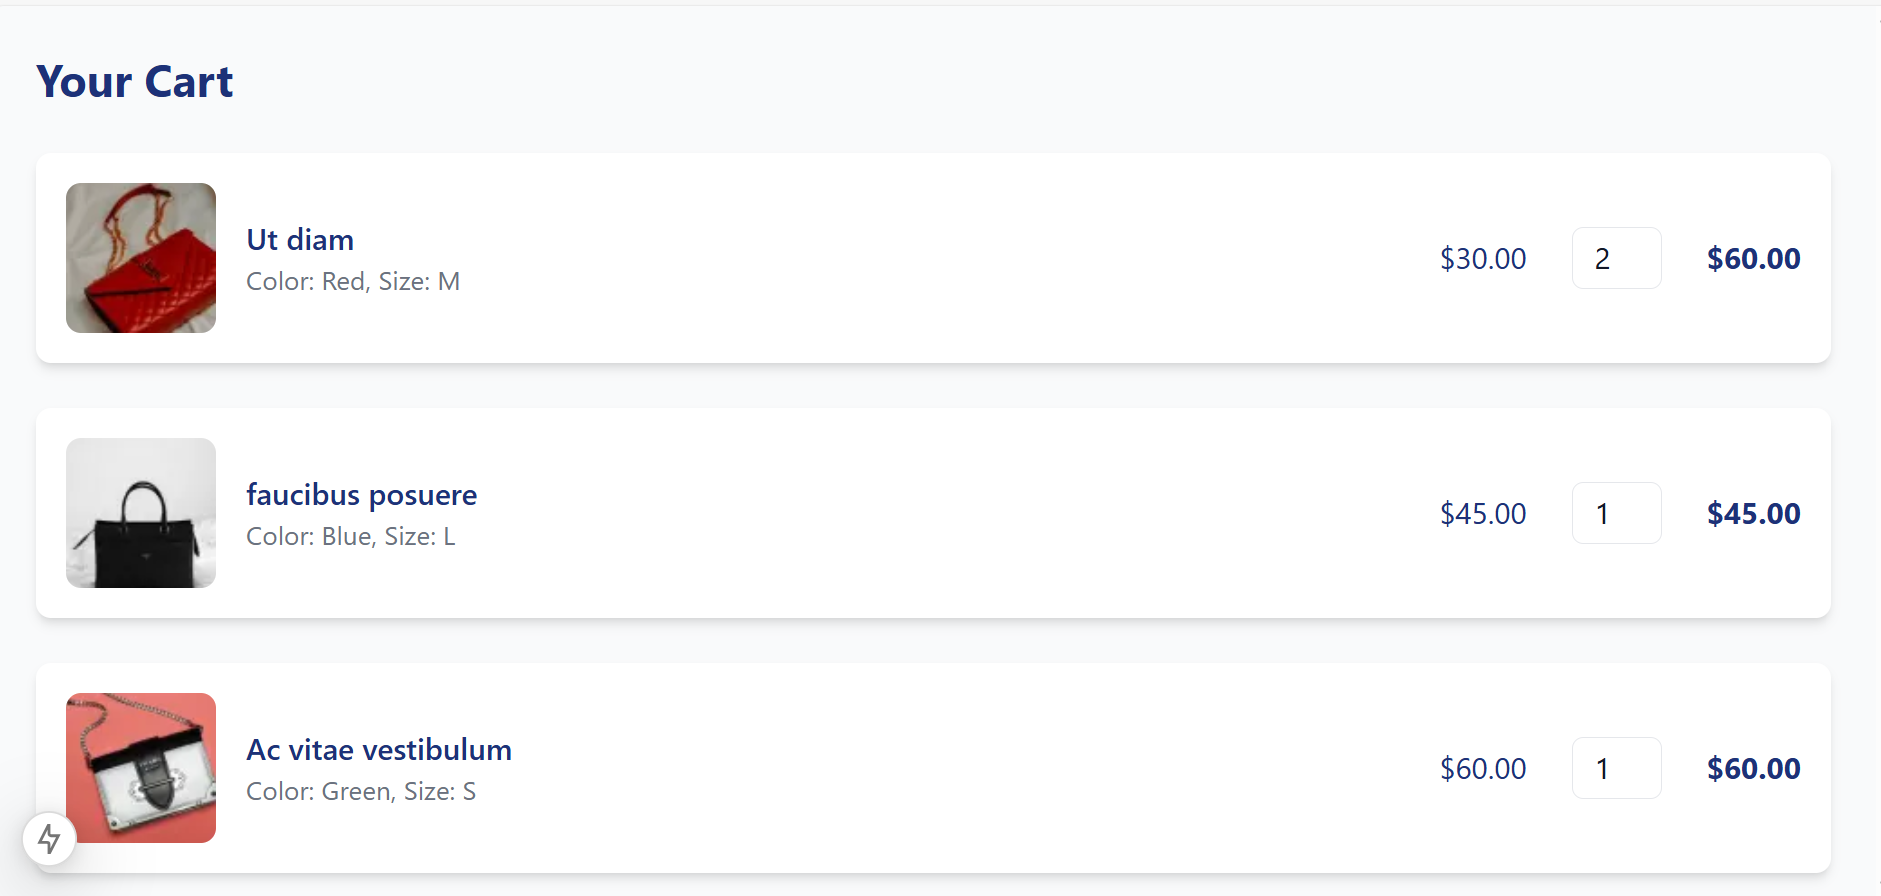 Your Cart
Ut diam
Color: Red, Size: M
$30.00 2 $60.00
faucibus posuere
Color: Blue, Size: L
$45.00 1 $45.00
Ac vitae vestibulum
Color: Green, Size: S
$60.00 1 $60.00